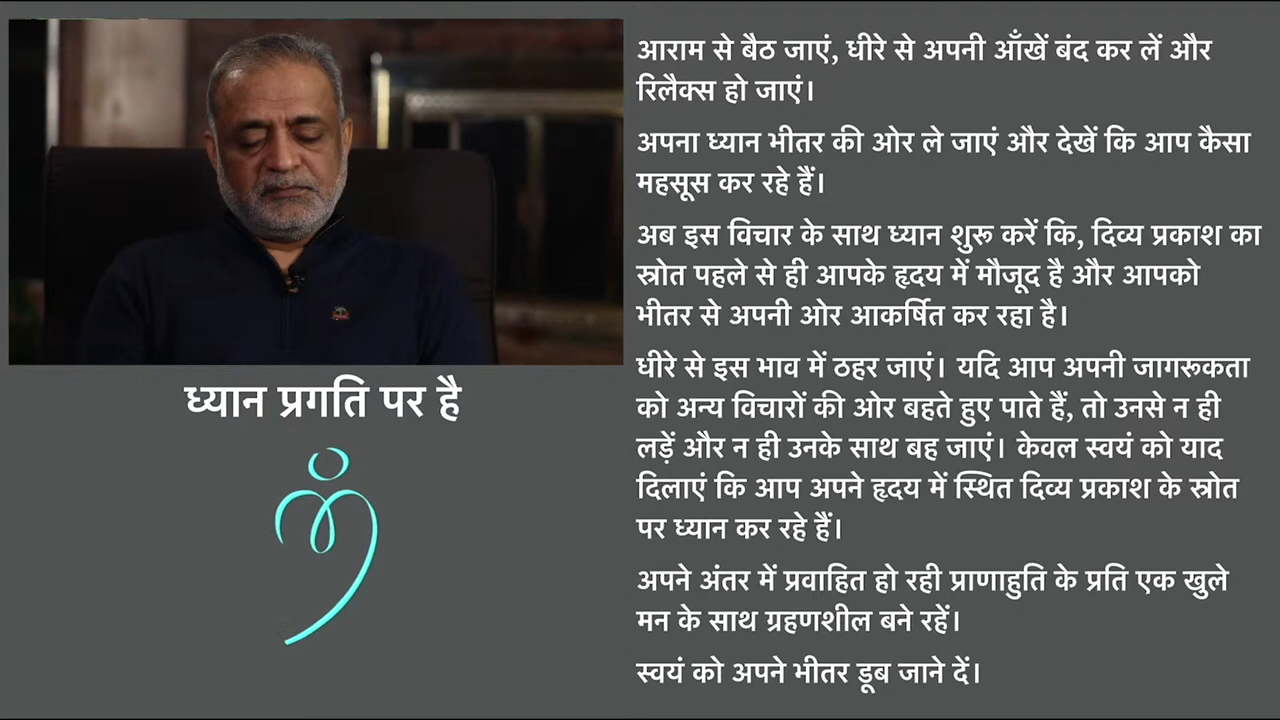 आराम से बैठ जाएं, धीरे से अपनी आँखें बंद कर लें और
रिलैक्स हो जाएं।
अपना ध्यान भीतर की ओर ले जाएं और देखें कि आप कैसा
महसूस कर रहे हैं।
अब इस विचार के साथ ध्यान शुरू करें कि, दिव्य प्रकाश का
स्रोत पहले से ही आपके हृदय में मौजूद है और आपको
भीतर से अपनी ओर आकर्षित कर रहा है।
धीरे से इस भाव में ठहर जाएं। यदि आप अपनी जागरूकता
को अन्य विचारों की ओर बहते हुए पाते हैं, तो उनसे न ही
लड़ें और न ही उनके साथ बह जाएं। केवल स्वयं को याद
दिलाएं कि आप अपने हृदय में स्थित दिव्य प्रकाश के स्रोत
पर ध्यान कर रहे हैं।
अपने अंतर में प्रवाहित हो रही प्राणाहुति के प्रति एक खुले
मन के साथ ग्रहणशील बने रहें।
स्वयं को अपने भीतर डूब जाने दें।
ध्यान प्रगति पर है